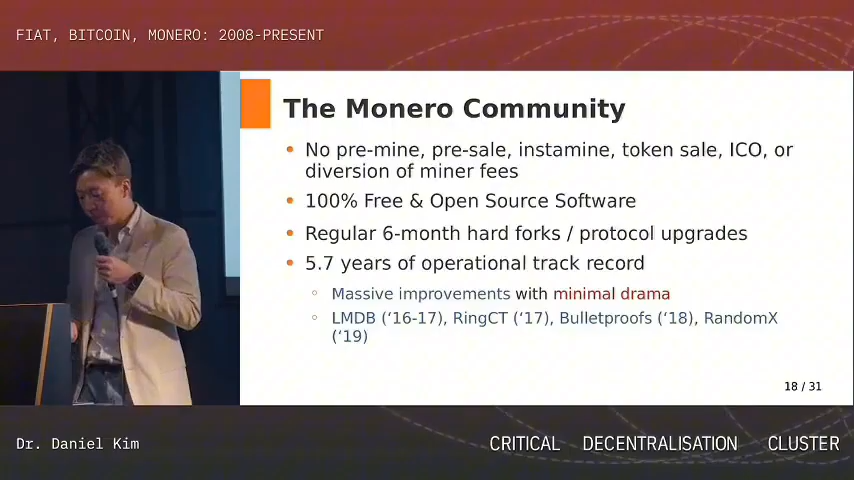 FIAT, BITCOIN, MONERO: 2008-PRESENT
The Monero Community
• No pre-mine, pre-sale, instamine, token sale, ICO, or
diversion of miner fees
• 100% Free & Open Source Software
• Regular 6-month hard forks / protocol upgrades
• 5.7 years of operational track record
○ Massive improvements with minimal drama
○ LMDB (‘16-17), RingCT (‘17), Bulletproofs (‘18), RandomX
(‘19)
18 / 31
Dr. Daniel Kim
CRITICAL DECENTRALISATION CLUSTER